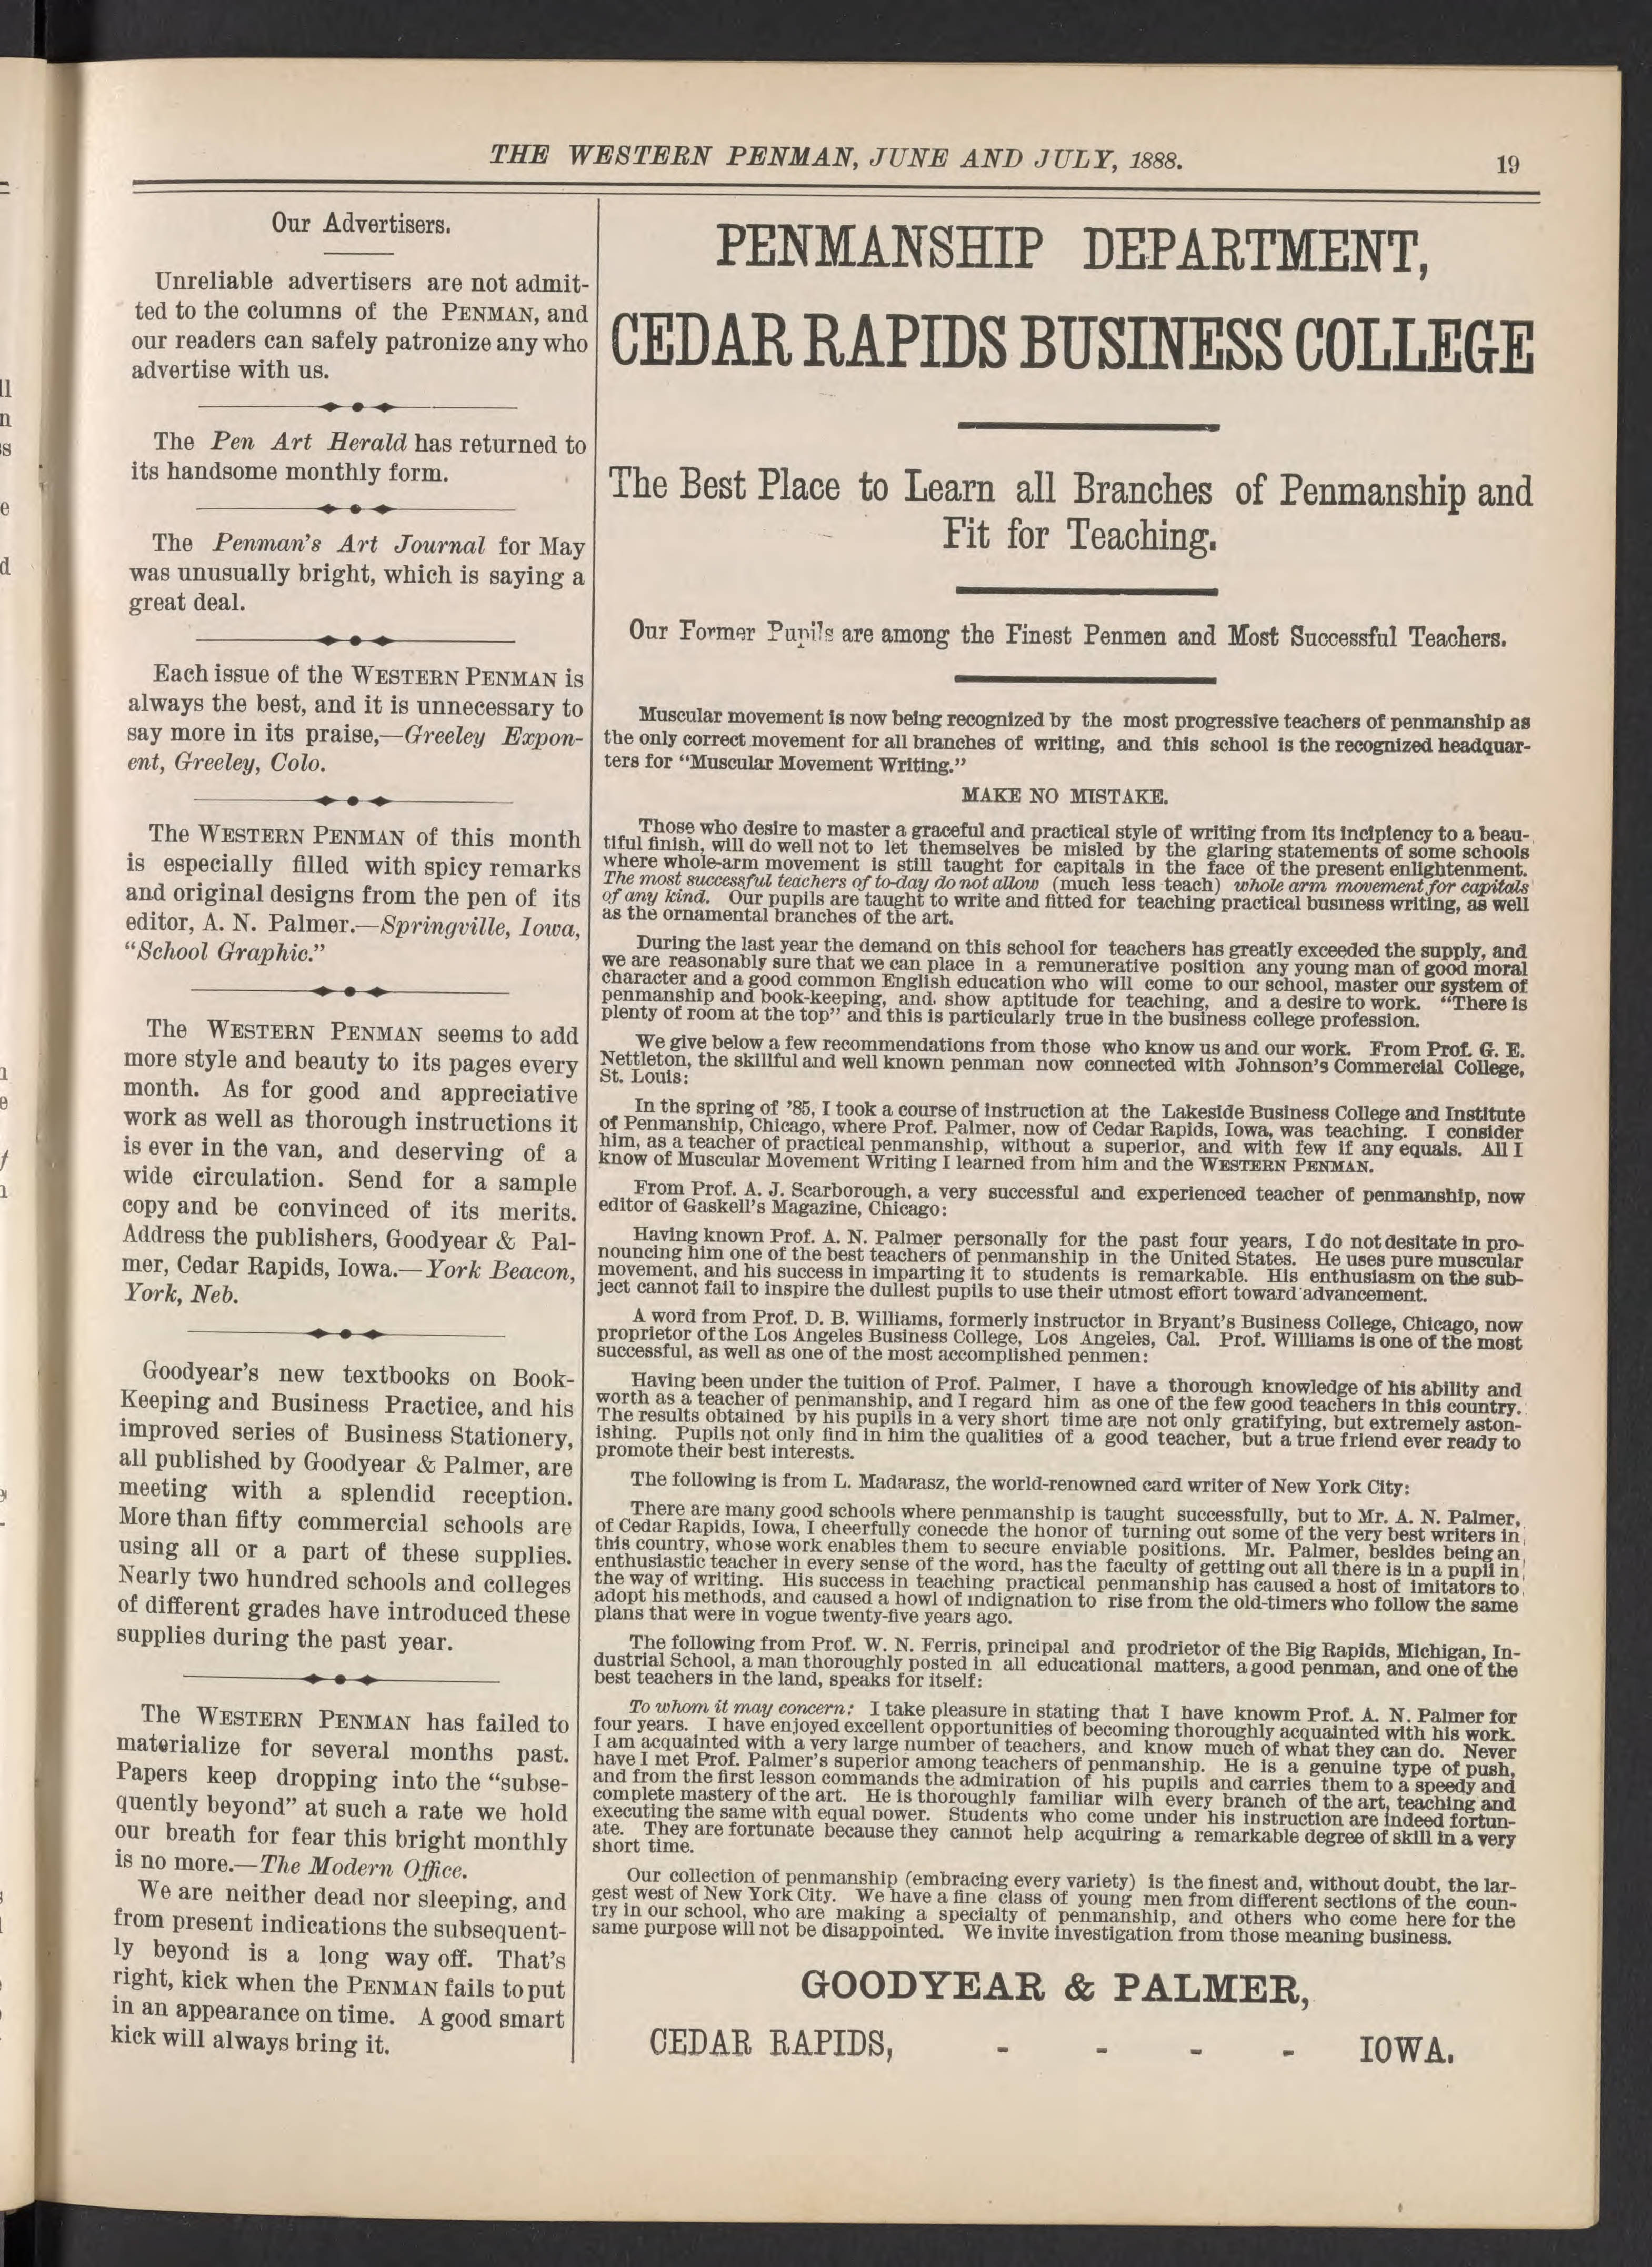 THE WESTERN PENMAN, JUNE AND JULY, 1888.
19
Our Advertisers.
Unreliable advertisers are not admit-
ted to the columns of the PENMAN, and
our readers can safely patronize any who
advertise with us.
The Pen Art Herald has returned to
its handsome monthly form.
The Penman's Art Journal for May
was unusually bright, which is saying a
great deal.
Each issue of the WESTERN PENMAN is
always the best, and it is unnecessary to
say more in its praise,—Greeley Expon-
ent, Greeley, Colo.
The WESTERN PENMAN of this month
is especially filled with spicy remarks
and original designs from the pen of its
editor, A. N. Palmer.—Springville, Iowa,
"School Graphic."
The WESTERN PENMAN seems to add
more style and beauty to its pages every
month. As for good and appreciative
work as well as thorough instructions it
is ever in the van, and deserving of a
wide circulation. Send for a sample
copy and be convinced of its merits.
Address the publishers, Goodyear & Pal-
mer, Cedar Rapids, Iowa.—York Beacon,
York, Neb.
Goodyear's new textbooks on Book-
Keeping and Business Practice, and his
improved series of Business Stationery,
all published by Goodyear & Palmer, are
meeting with a splendid reception.
More than fifty commercial schools are
using all or a part of these supplies.
Nearly two hundred schools and colleges
of different grades have introduced these
supplies during the past year.
The WESTERN PENMAN has failed to
materialize for several months past.
Papers keep dropping into the "subse-
quently beyond" at such a rate we hold
our breath for fear this bright monthly
is no more.—The Modern Office.
We are neither dead nor sleeping, and
from present indications the subsequent-
ly beyond is a long way off. That's
right, kick when the PENMAN fails to put
in an appearance on time. A good smart
kick will always bring it.
PENMANSHIP DEPARTMENT,
CEDAR RAPIDS BUSINESS COLLEGE
The Best Place to Learn all Branches of Penmanship and
Fit for Teaching.
Our Former Pupils are among the Finest Penmen and Most Successful Teachers.
Muscular movement is now being recognized by the most progressive teachers of penmanship as
the only correct movement for all branches of writing, and this school is the recognized headquar-
ters for "Muscular Movement Writing."
MAKE NO MISTAKE.
Those who desire to master a graceful and practical style of writing from its incipiency to a beau-
tiful finish, will do well not to let themselves be misled by the glaring statements of some schools
where whole-arm movement is still taught for capitals in the face of the present enlightenment.
The most successful teachers of to-day do not allow (much less teach) whole arm movement for capitals
of any kind. Our pupils are taught to write and fitted for teaching practical business writing, as well
as the ornamental branches of the art.
During the last year the demand on this school for teachers has greatly exceeded the supply, and
we are reasonably sure that we can place in a remunerative position any young man of good moral
character and a good common English education who will come to our school, master our system of
penmanship and book-keeping, and. show aptitude for teaching, and a desire to work. "There is
plenty of room at the top" and this is particularly true in the business college profession.
We give below a few recommendations from those who know us and our work. From Prof. G. E.
Nettleton, the skillful and well known penman now connected with Johnson's Commercial College,
St. Louis:
In the spring of '85, I took a course of instruction at the Lakeside Business College and Institute
of Penmanship, Chicago, where Prof. Palmer, now of Cedar Rapids, Iowa, was teaching. I consider
him, as a teacher of practical penmanship, without a superior, and with few if any equals. All I
know of Muscular Movement Writing I learned from him and the WESTERN PENMAN.
From Prof. A. J. Scarborough, a very successful and experienced teacher of penmanship, now
editor of Gaskell's Magazine, Chicago:
Having known Prof. A. N. Palmer personally for the past four years, I do not desitate in pro-
nouncing him one of the best teachers of penmanship in the United States. He uses pure muscular
movement, and his success in imparting it to students is remarkable. His enthusiasm on the sub-
ject cannot fail to inspire the dullest pupils to use their utmost effort toward advancement.
A word from Prof. D. B. Williams, formerly instructor in Bryant's Business College, Chicago, now
proprietor of the Los Angeles Business College, Los Angeles, Cal. Prof. Williams is one of the most
successful, as well as one of the most accomplished penmen:
Having been under the tuition of Prof. Palmer, I have a thorough knowledge of his ability and
worth as a teacher of penmanship, and I regard him as one of the few good teachers in this country.
The results obtained by his pupils in a very short time are not only gratifying, but extremely aston-
ishing. Pupils not only find in him the qualities of a good teacher, but a true friend ever ready to
promote their best interests.
The following is from L. Madarasz, the world-renowned card writer of New York City:
There are many good schools where penmanship is taught successfully, but to Mr. A. N. Palmer,
of Cedar Rapids, Iowa, I cheerfully conecde the honor of turning out some of the very best writers in
this country, whose work enables them to secure enviable positions. Mr. Palmer, besides being an
enthusiastic teacher in every sense of the word, has the faculty of getting out all there is in a pupil in
the way of writing. His success in teaching practical penmanship has caused a host of imitators to
adopt his methods, and caused a howl of indignation to rise from the old-timers who follow the same
plans that were in vogue twenty-five years ago.
The following from Prof. W. N. Ferris, principal and prodrietor of the Big Rapids, Michigan, In-
dustrial School, a man thoroughly posted in all educational matters, a good penman, and one of the
best teachers in the land, speaks for itself:
To whom it may concern: I take pleasure in stating that I have knowm Prof. A. N. Palmer for
four years. I have enjoyed excellent opportunities of becoming thoroughly acquainted with his work.
I am acquainted with a very large number of teachers, and know much of what they can do. Never
have I met Prof. Palmer's superior among teachers of penmanship. He is a genuine type of push,
and from the first lesson commands the admiration of his pupils and carries them to a speedy and
complete mastery of the art. He is thoroughly familiar wilh every branch of the art, teaching and
executing the same with equal power. Students who come under his instruction are indeed fortun-
ate. They are fortunate because they cannot help acquiring a remarkable degree of skill in a very
short time.
Our collection of penmanship (embracing every variety) is the finest and, without doubt, the lar-
gest west of New York City. We have a fine class of young men from different sections of the coun-
try in our school, who are making a specialty of penmanship, and others who come here for the
same purpose will not be disappointed. We invite investigation from those meaning business.
GOODYEAR & PALMER,
CEDAR RAPIDS, - - - - IOWA.